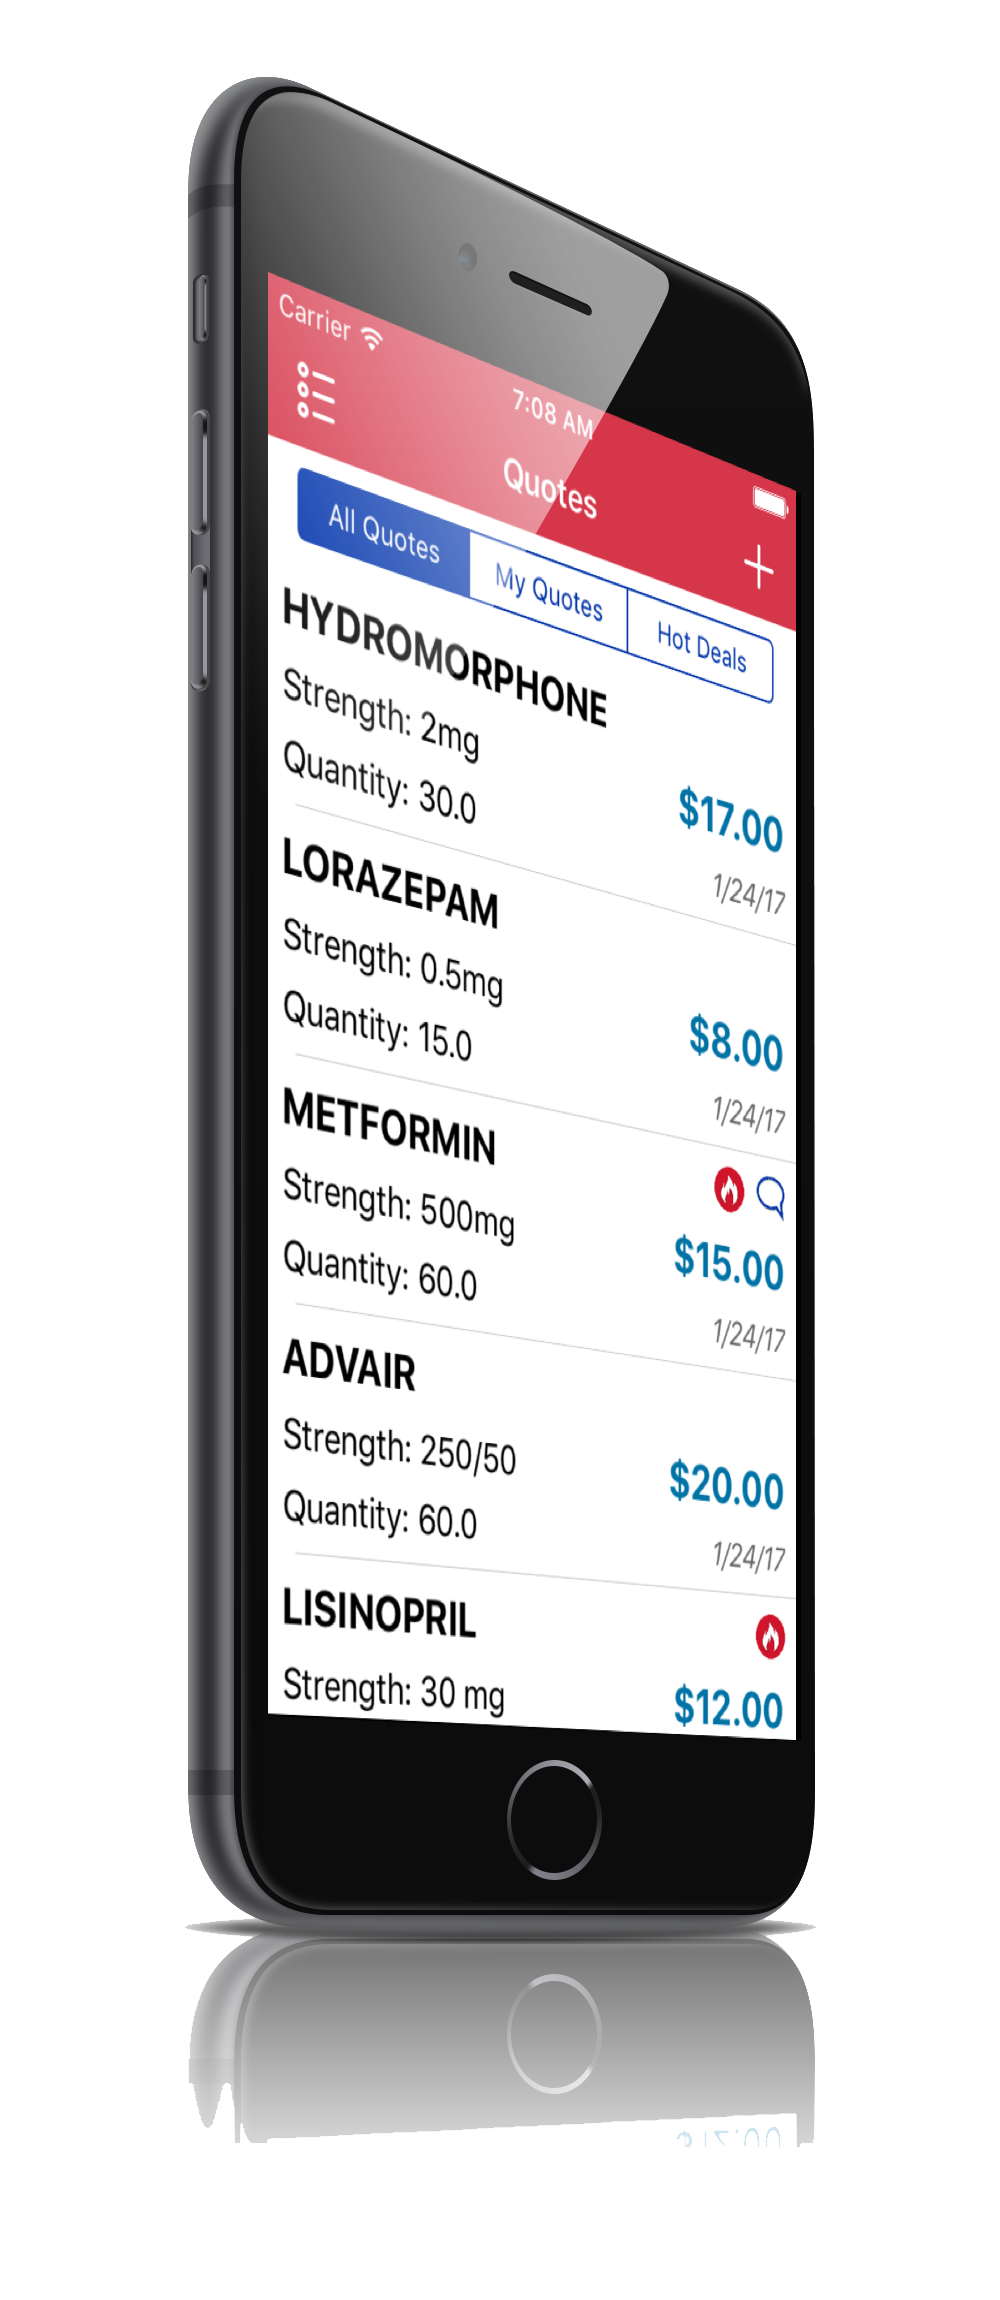 Carrier
7:08 AM
Quotes
All Quotes
My Quotes
Hot Deals
HYDROMORPHONE
Strength: 2mg
Quantity: 30.0
$17.00
1/24/17
LORAZEPAM
Strength: 0.5mg
Quantity: 15.0
$8.00
1/24/17
METFORMIN
Strength: 500mg
Quantity: 60.0
$15.00
1/24/17
ADVAIR
Strength: 250/50
Quantity: 60.0
$20.00
1/24/17
LISINOPRIL
Strength: 30 mg
$12.00